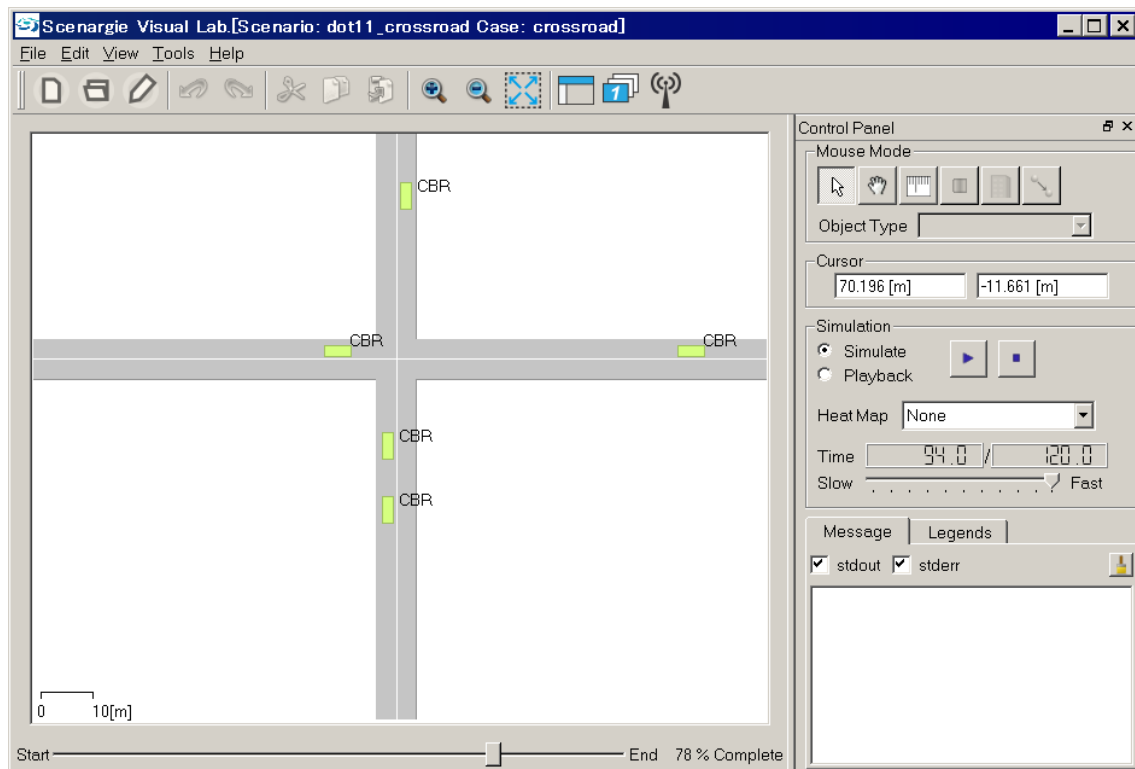 Scenargie Visual Lab.[Scenario: dot11_crossroad Case: crossroad]
File Edit View Tools Help
1
Control Panel
Mouse Mode
Object Type
Cursor
70.196 [m] -11.661 [m]
Simulation
Simulate
Playback
Heat Map None
Time 94.0 / 120.0
Slow Fast
Message Legends
stdout stderr
CBR
CBR CBR
CBR
CBR
0 10[m]
Start End 78 % Complete